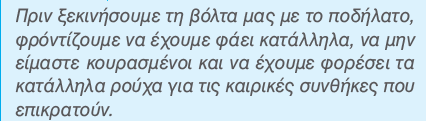 Πριν ξεκινήσουμε τη βόλτα μας με το ποδήλατο,
φρόντίζουμε να έχουμε φάει κατάλληλα, να μην
είμαστε κουρασμένοι και να έχουμε φορέσει τα
κατάλληλα ρούχα για τις καιρικές συνθήκες που
επικρατούν.